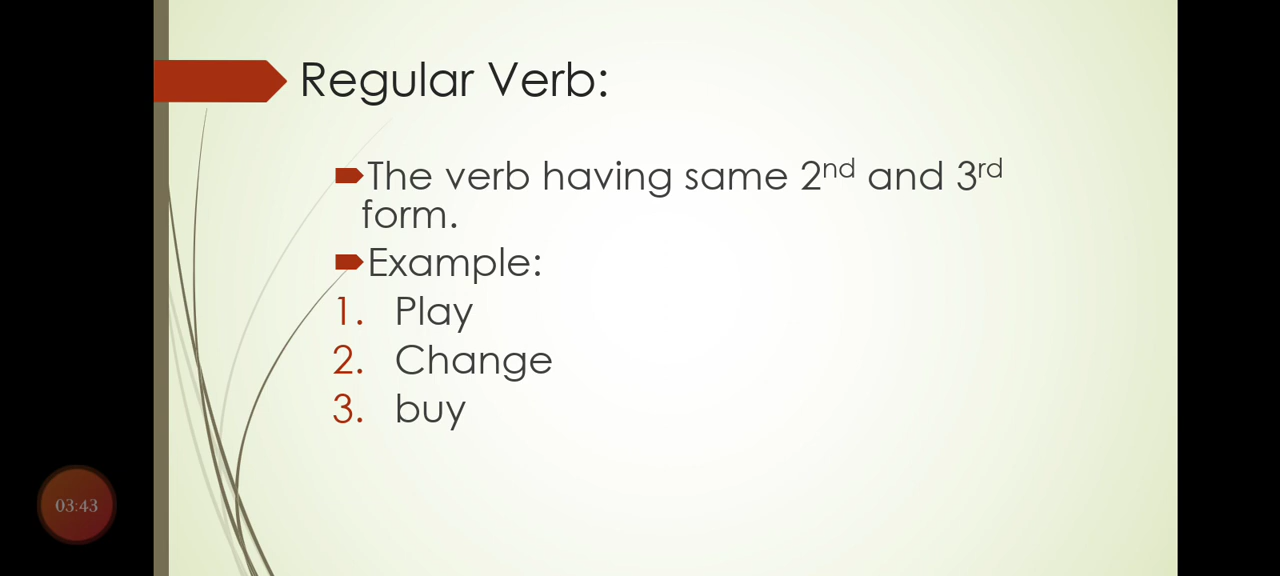 Regular Verb:
The verb having same 2nd and 3rd
form.
Example:
1. Play
2. Change
3. buy
03:43